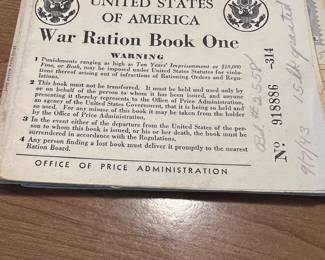 UNITED STATES
OF AMERICA
War Ration Book One
WARNING
1 Punishments ranging as high as Ten Years' Imprisonment or $10,000
Fine, or Both, may be imposed under United States Statutes for viola-
tions thereof arising out of infractions of Rationing Orders and Regu-
lations.
2 This book must not be transferred. It must be held and used only by
or on behalf of the person to whom it has been issued, and anyone
presenting it thereby represents to the Office of Price Administration,
an agency of the United States Government, that it is being so held and
so used. For any misuse of this book it may be taken from the holder
by the Office of Price Administration.
3 In the event either of the departure from the United States of the per-
son to whom this book is issued, or his or her death, the book must be
surrendered in accordance with the Regulations.
4 Any person finding a lost book must deliver it promptly to the nearest
Ration Board.
OFFICE OF PRICE ADMINISTRATION
Nº 918886 -314